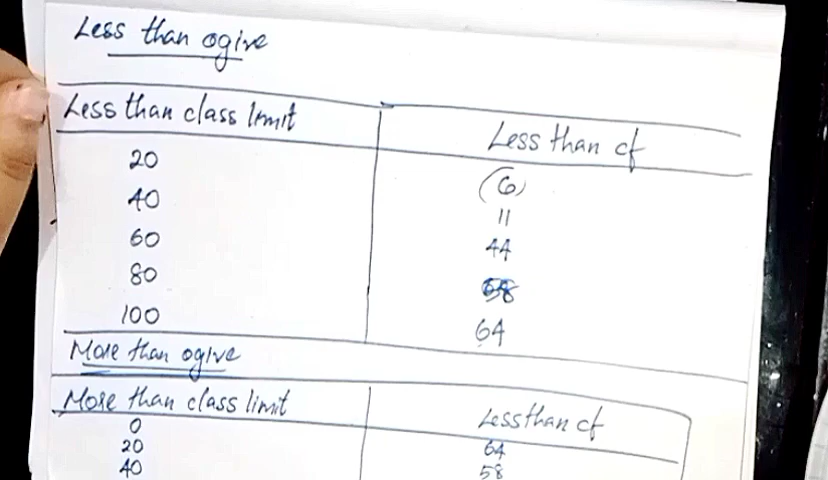 Less than ogive
Less than class limit Less than cf
20 6
40 11
60 44
80 58
100 64
More than ogive
More than class limit Less than cf
0 64
20 58
40